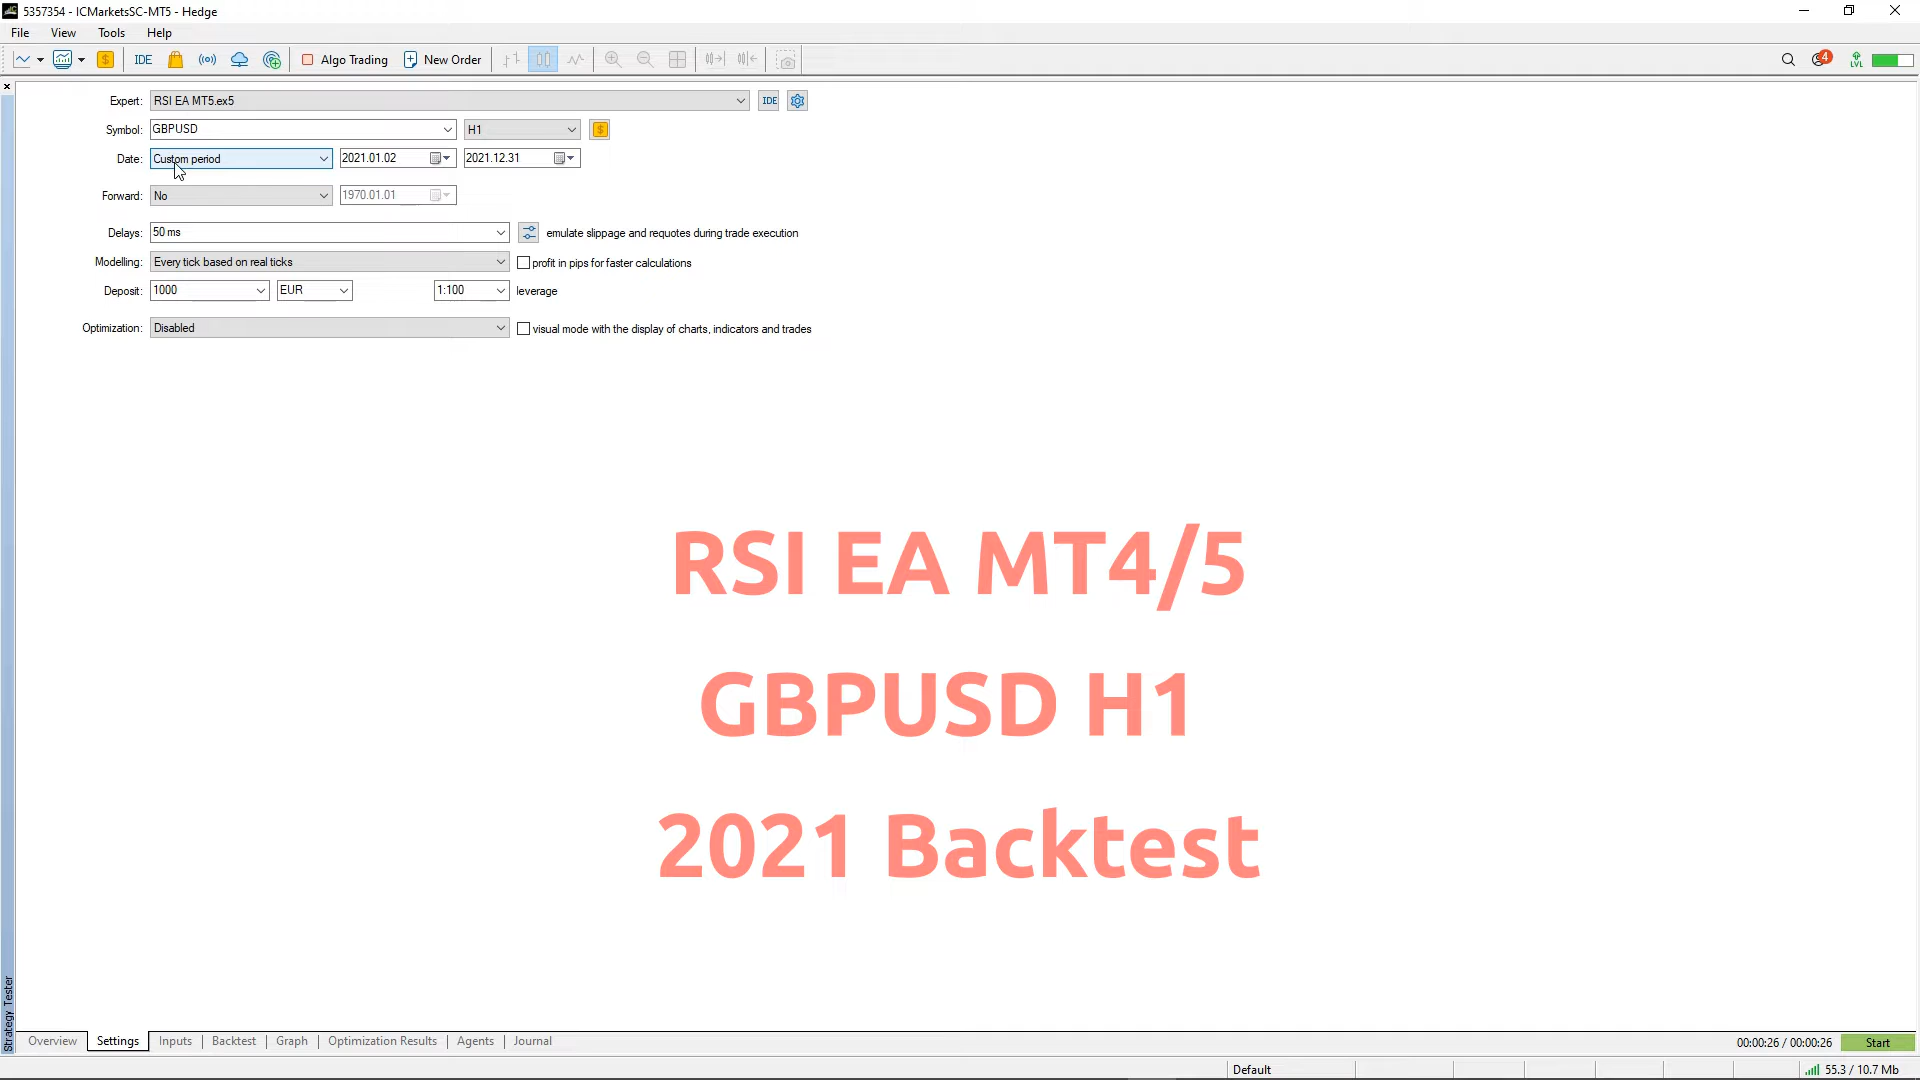 5357354 - ICMarketsSC-MT5 - Hedge
File View Tools Help
IDE Algo Trading New Order 4 LVL
Expert: RSI EA MT5.ex5 IDE
Symbol: GBPUSD H1
Date: Custom period 2021.01.02 2021.12.31
Forward: No 1970.01.01
Delays: 50 ms emulate slippage and requotes during trade execution
Modelling: Every tick based on real ticks profit in pips for faster calculations
Deposit: 1000 EUR 1:100 leverage
Optimization: Disabled visual mode with the display of charts, indicators and trades
RSI EA MT4/5
GBPUSD H1
2021 Backtest
Strategy Tester
Overview Settings Inputs Backtest Graph Optimization Results Agents Journal 00:00:26 / 00:00:26 Start
Default 55.3 / 10.7 Mb